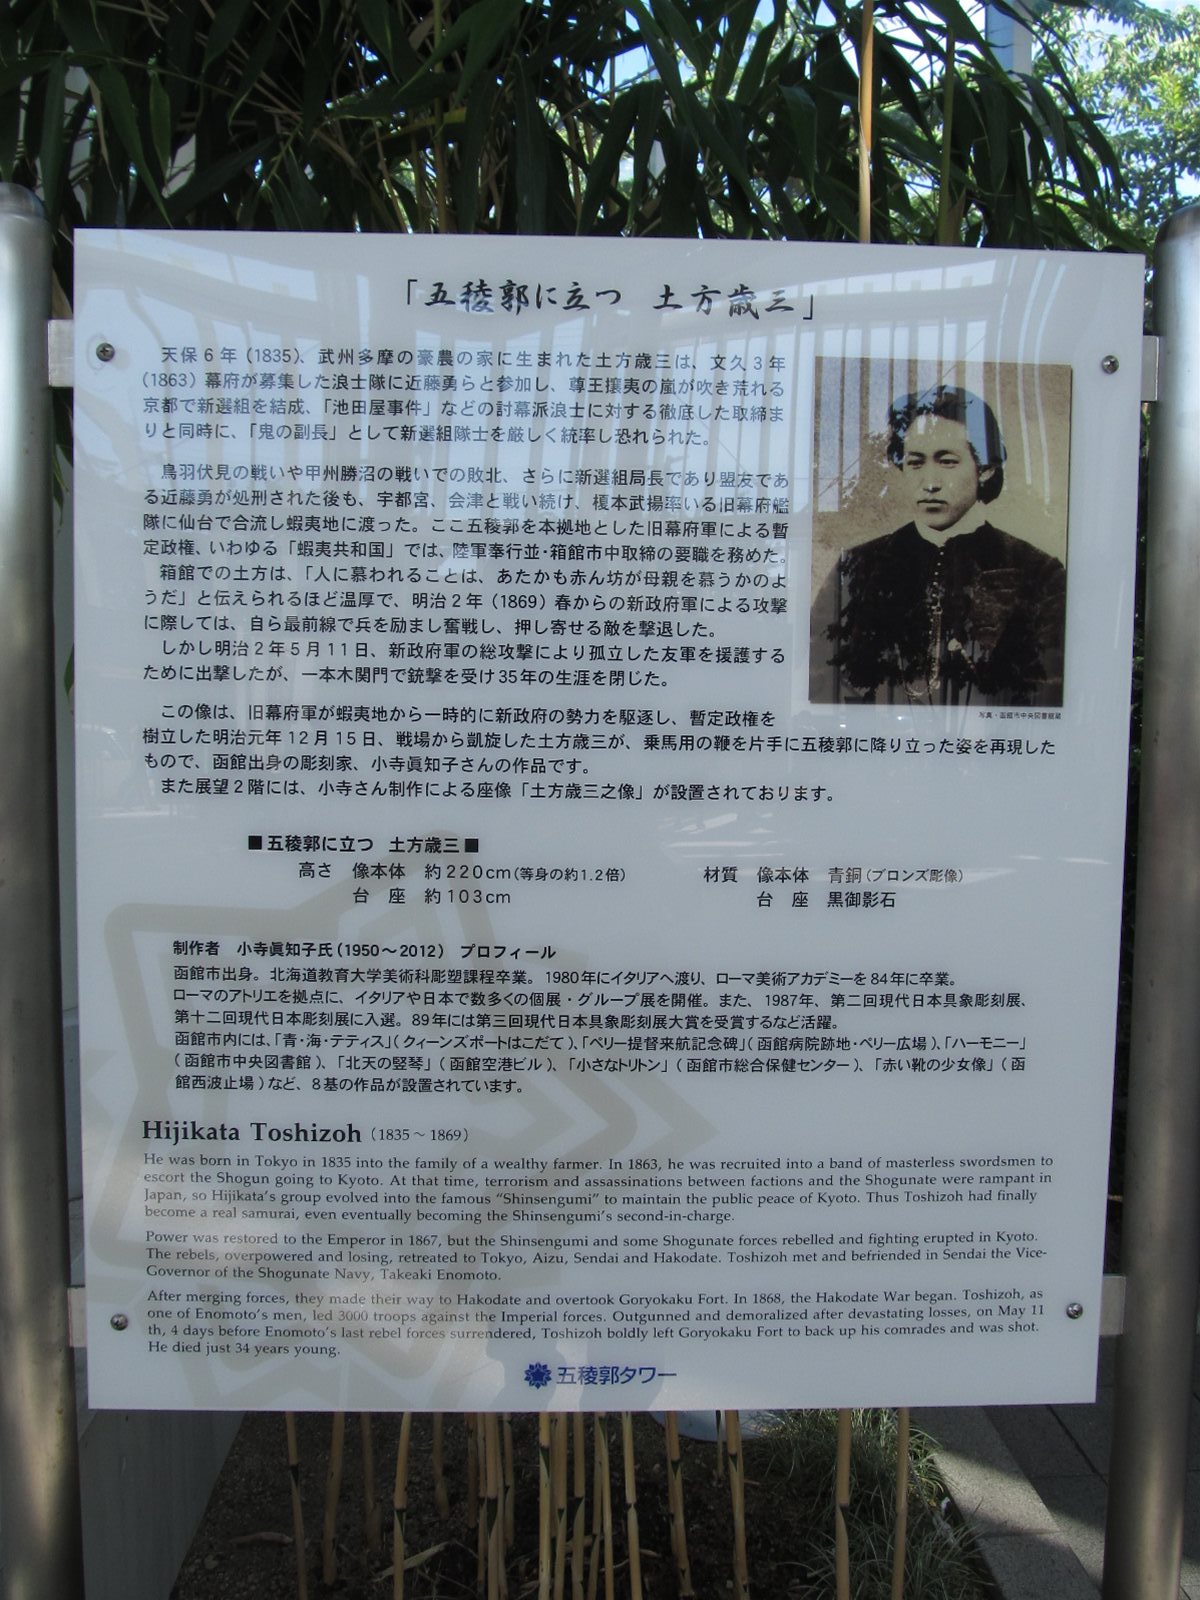 「五稜郭に立つ 土方歳三」
天保6年(1835)、武州多摩の豪農の家に生まれた土方歳三は、文久3年
(1863)幕府が募集した浪士隊に近藤勇らと参加し、尊王攘夷の嵐が吹き荒れる
京都で新選組を結成、「池田屋事件」などの討幕派浪士に対する徹底した取締ま
りと同時に、「鬼の副長」として新選組隊士を厳しく統率し恐れられた。
鳥羽伏見の戦いや甲州勝沼の戦いでの敗北、さらに新選組局長であり盟友であ
る近藤勇が処刑された後も、宇都宮、会津と戦い続け、榎本武揚率いる旧幕府艦
隊に仙台で合流し蝦夷地に渡った。ここ五稜郭を本拠地とした旧幕府軍による暫
定政権、いわゆる「蝦夷共和国」では、陸軍奉行並・箱館市中取締の要職を務めた。
箱館での土方は、「人に慕われることは、あたかも赤ん坊が母親を慕うかのよ
うだ」と伝えられるほど温厚で、明治2年(1869)春からの新政府軍による攻撃
に際しては、自ら最前線で兵を励まし奮戦し、押し寄せる敵を撃退した。
しかし明治2年5月11日、新政府軍の総攻撃により孤立した友軍を援護する
ために出撃したが、一本木関門で銃撃を受け35年の生涯を閉じた。
写真・函館市中央図書館蔵
この像は、旧幕府軍が蝦夷地から一時的に新政府の勢力を駆逐し、暫定政権を
樹立した明治元年12月15日、戦場から凱旋した土方歳三が、乗馬用の鞭を片手に五稜郭に降り立った姿を再現した
もので、函館出身の彫刻家、小寺眞知子さんの作品です。
また展望2階には、小寺さん制作による座像「土方歳三之像」が設置されております。
■五稜郭に立つ 土方歳三■
高さ 像本体 約220cm(等身の約1.2倍) 材質 像本体 青銅(ブロンズ彫像)
台 座 約103cm 台 座 黒御影石
制作者 小寺眞知子氏(1950～2012) プロフィール
函館市出身。北海道教育大学美術科彫塑課程卒業。1980年にイタリアへ渡り、ローマ美術アカデミーを84年に卒業。
ローマのアトリエを拠点に、イタリアや日本で数多くの個展・グループ展を開催。また、1987年、第二回現代日本具象彫刻展、
第十二回現代日本彫刻展に入選。89年には第三回現代日本具象彫刻展大賞を受賞するなど活躍。
函館市内には、「青・海・テティス」(クィーンズポートはこだて)、「ペリー提督来航記念碑」(函館病院跡地・ペリー広場)、「ハーモニー」
(函館市中央図書館)、「北天の竪琴」(函館空港ビル)、「小さなトリトン」(函館市総合保健センター)、「赤い靴の少女像」(函
館西波止場)など、8基の作品が設置されています。
Hijikata Toshizoh (1835～1869)
He was born in Tokyo in 1835 into the family of a wealthy farmer. In 1863, he was recruited into a band of masterless swordsmen to
escort the Shogun going to Kyoto. At that time, terrorism and assassinations between factions and the Shogunate were rampant in
Japan, so Hijikata's group evolved into the famous "Shinsengumi" to maintain the public peace of Kyoto. Thus Toshizoh had finally
become a real samurai, even eventually becoming the Shinsengumi's second-in-charge.
Power was restored to the Emperor in 1867, but the Shinsengumi and some Shogunate forces rebelled and fighting erupted in Kyoto.
The rebels, overpowered and losing, retreated to Tokyo, Aizu, Sendai and Hakodate. Toshizoh met and befriended in Sendai the Vice-
Governor of the Shogunate Navy, Takeaki Enomoto.
After merging forces, they made their way to Hakodate and overtook Goryokaku Fort. In 1868, the Hakodate War began. Toshizoh, as
one of Enomoto's men, led 3000 troops against the Imperial forces. Outgunned and demoralized after devastating losses, on May 11
th, 4 days before Enomoto's last rebel forces surrendered, Toshizoh boldly left Goryokaku Fort to back up his comrades and was shot.
He died just 34 years young.
五稜郭タワー